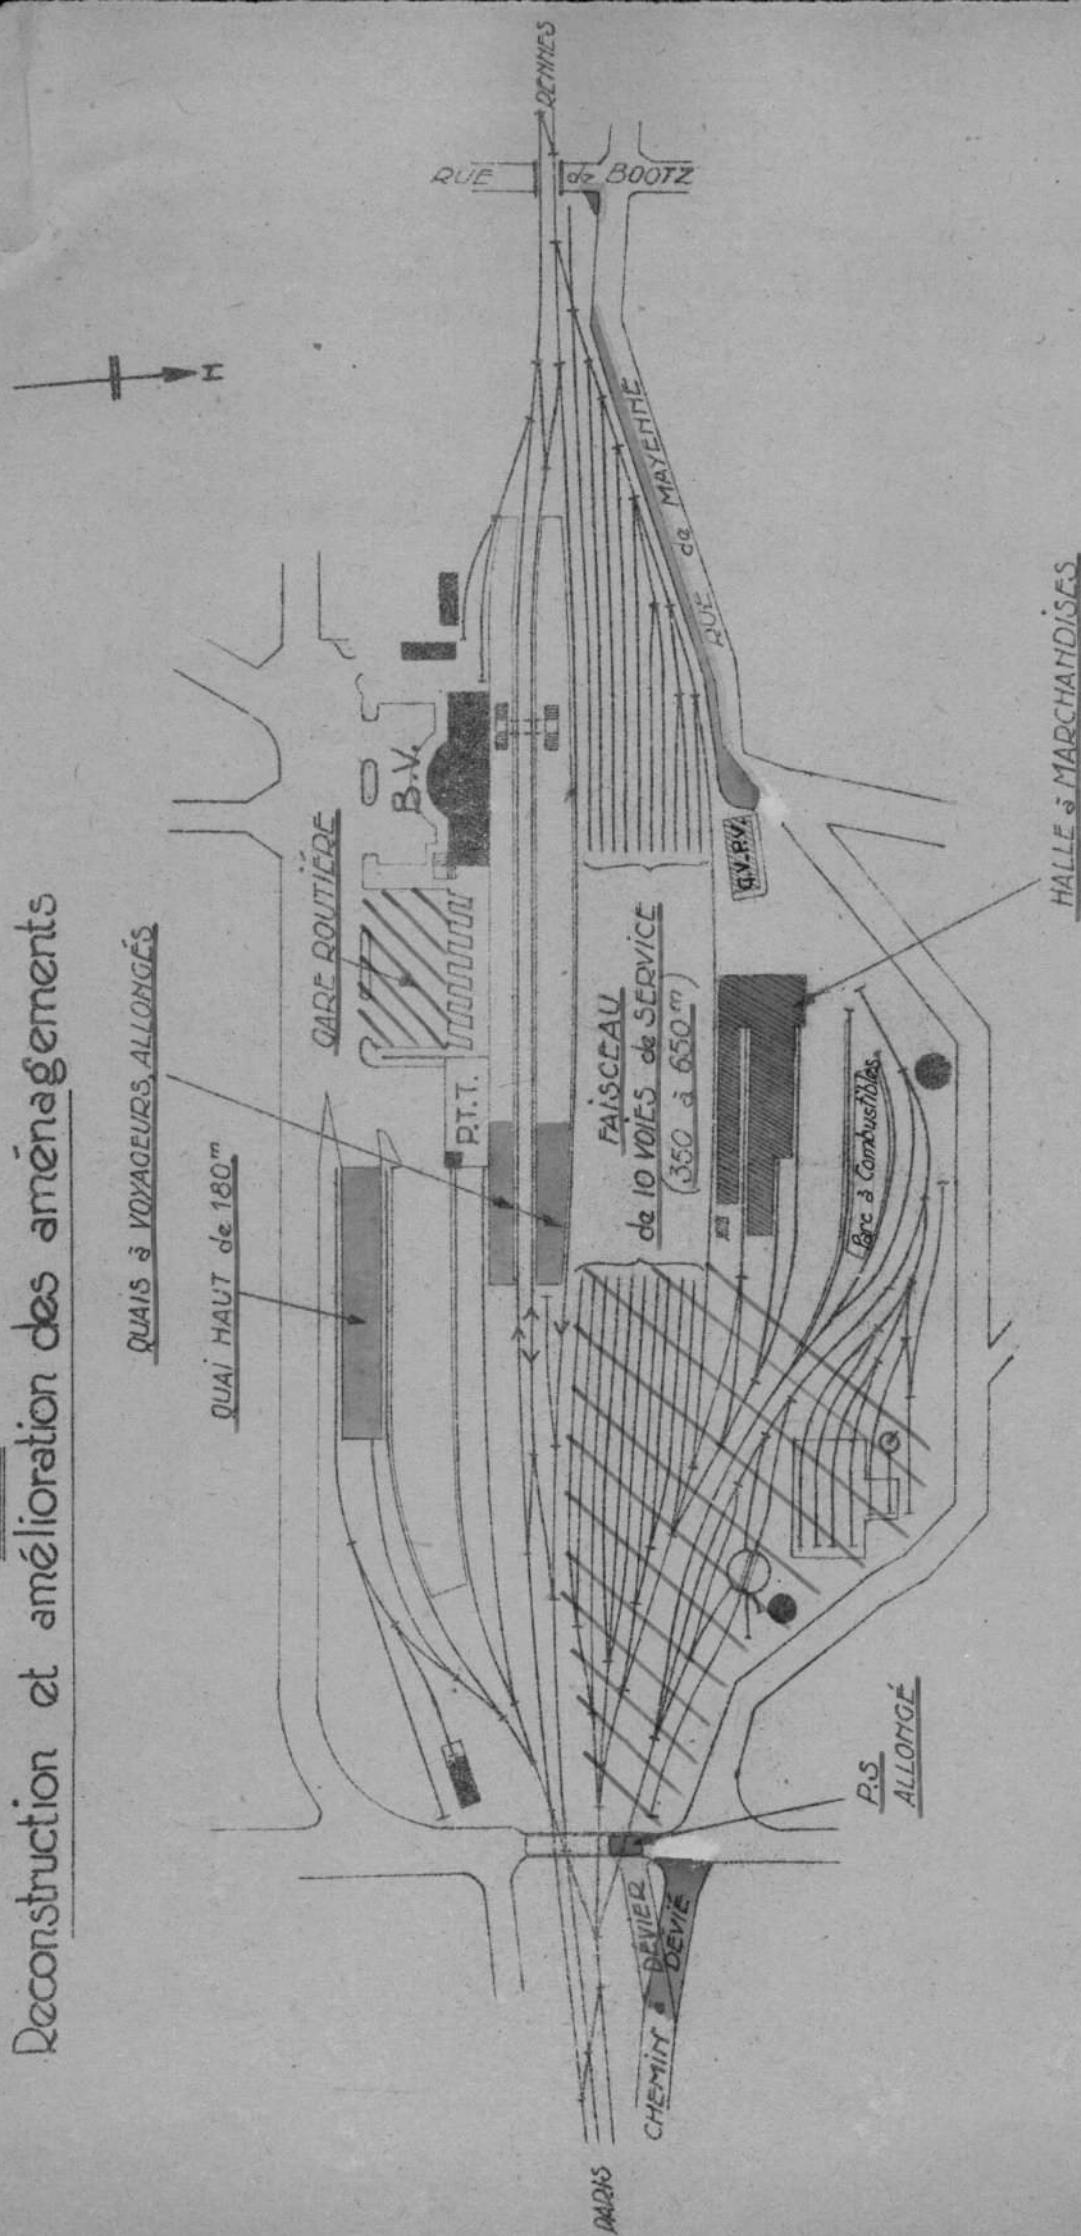 Reconstruction et amélioration des aménagements
QUAIS à VOYAGEURS ALLONGÉS
QUAI HAUT de 180m
GARE ROUTIÈRE
B.V.
P.T.T.
RUE de BOOTZ
RENNES
N
RUE de MAYENNE
FAISCEAU
de 10 VOIES de SERVICE
(350 à 650m)
G.V.P.V.
HALLE à MARCHANDISES
Parc à Combustibles
P.S
ALLONGÉ
CHEMIN à DÉVIER
DÉVIÉ
PARIS